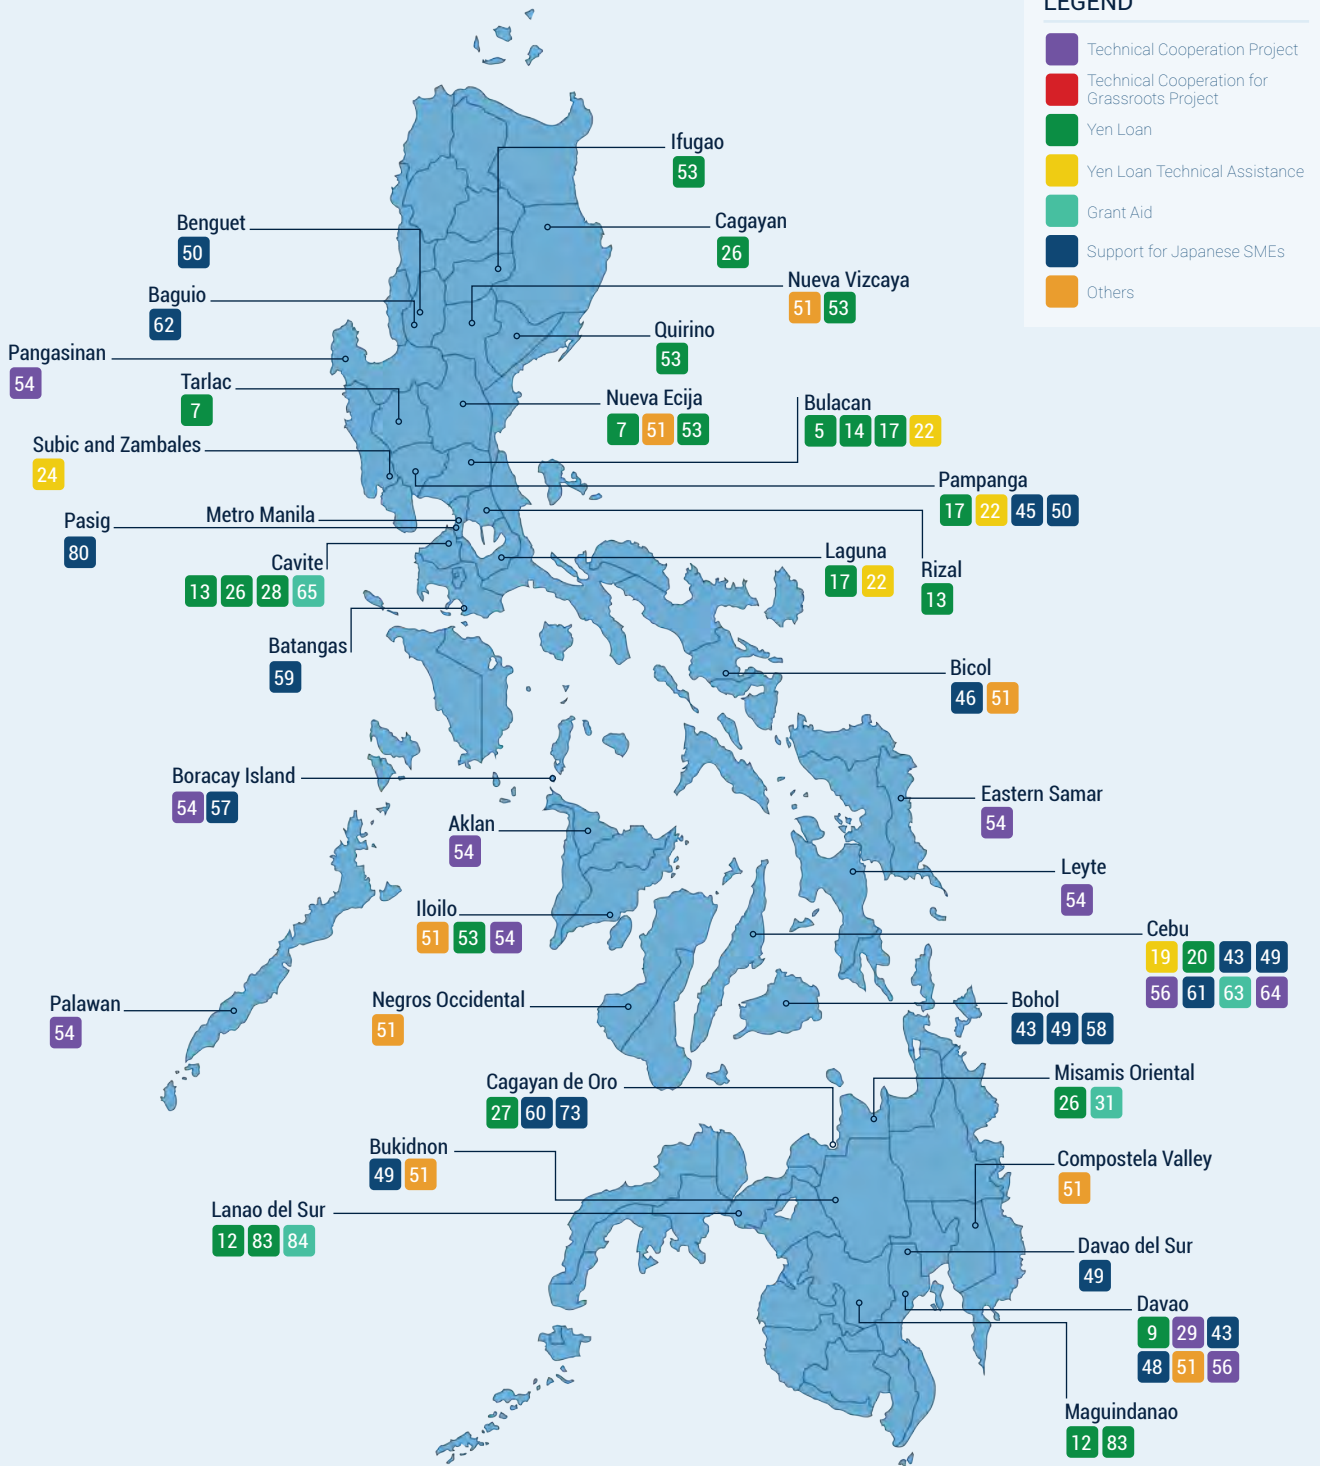 LEGEND
Technical Cooperation Project
Technical Cooperation for
Grassroots Project
Yen Loan
Yen Loan Technical Assistance
Grant Aid
Support for Japanese SMEs
Others
Ifugao
53
Benguet
50
Cagayan
26
Baguio
62
Nueva Vizcaya
51 53
Quirino
53
Pangasinan
54
Tarlac
7
Nueva Ecija
7 51 53
Bulacan
5 14 17 22
Subic and Zambales
24
Pampanga
17 22 45 50
Metro Manila
Pasig
80
Cavite
13 26 28 65
Laguna
17 22
Rizal
13
Batangas
59
Bicol
46 51
Boracay Island
54 57
Eastern Samar
54
Aklan
54
Leyte
54
Iloilo
51 53 54
Cebu
19 20 43 49
56 61 63 64
Palawan
54
Negros Occidental
51
Bohol
43 49 58
Cagayan de Oro
27 60 73
Misamis Oriental
26 31
Bukidnon
49 51
Compostela Valley
51
Lanao del Sur
12 83 84
Davao del Sur
49
Davao
9 29 43
48 51 56
Maguindanao
12 83